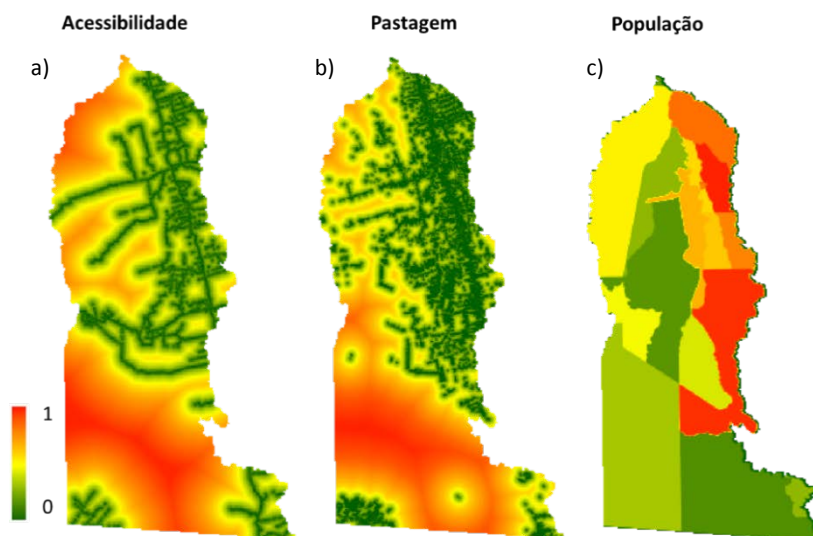 Acessibilidade
Pastagem
População
a)
b)
c)
1
0